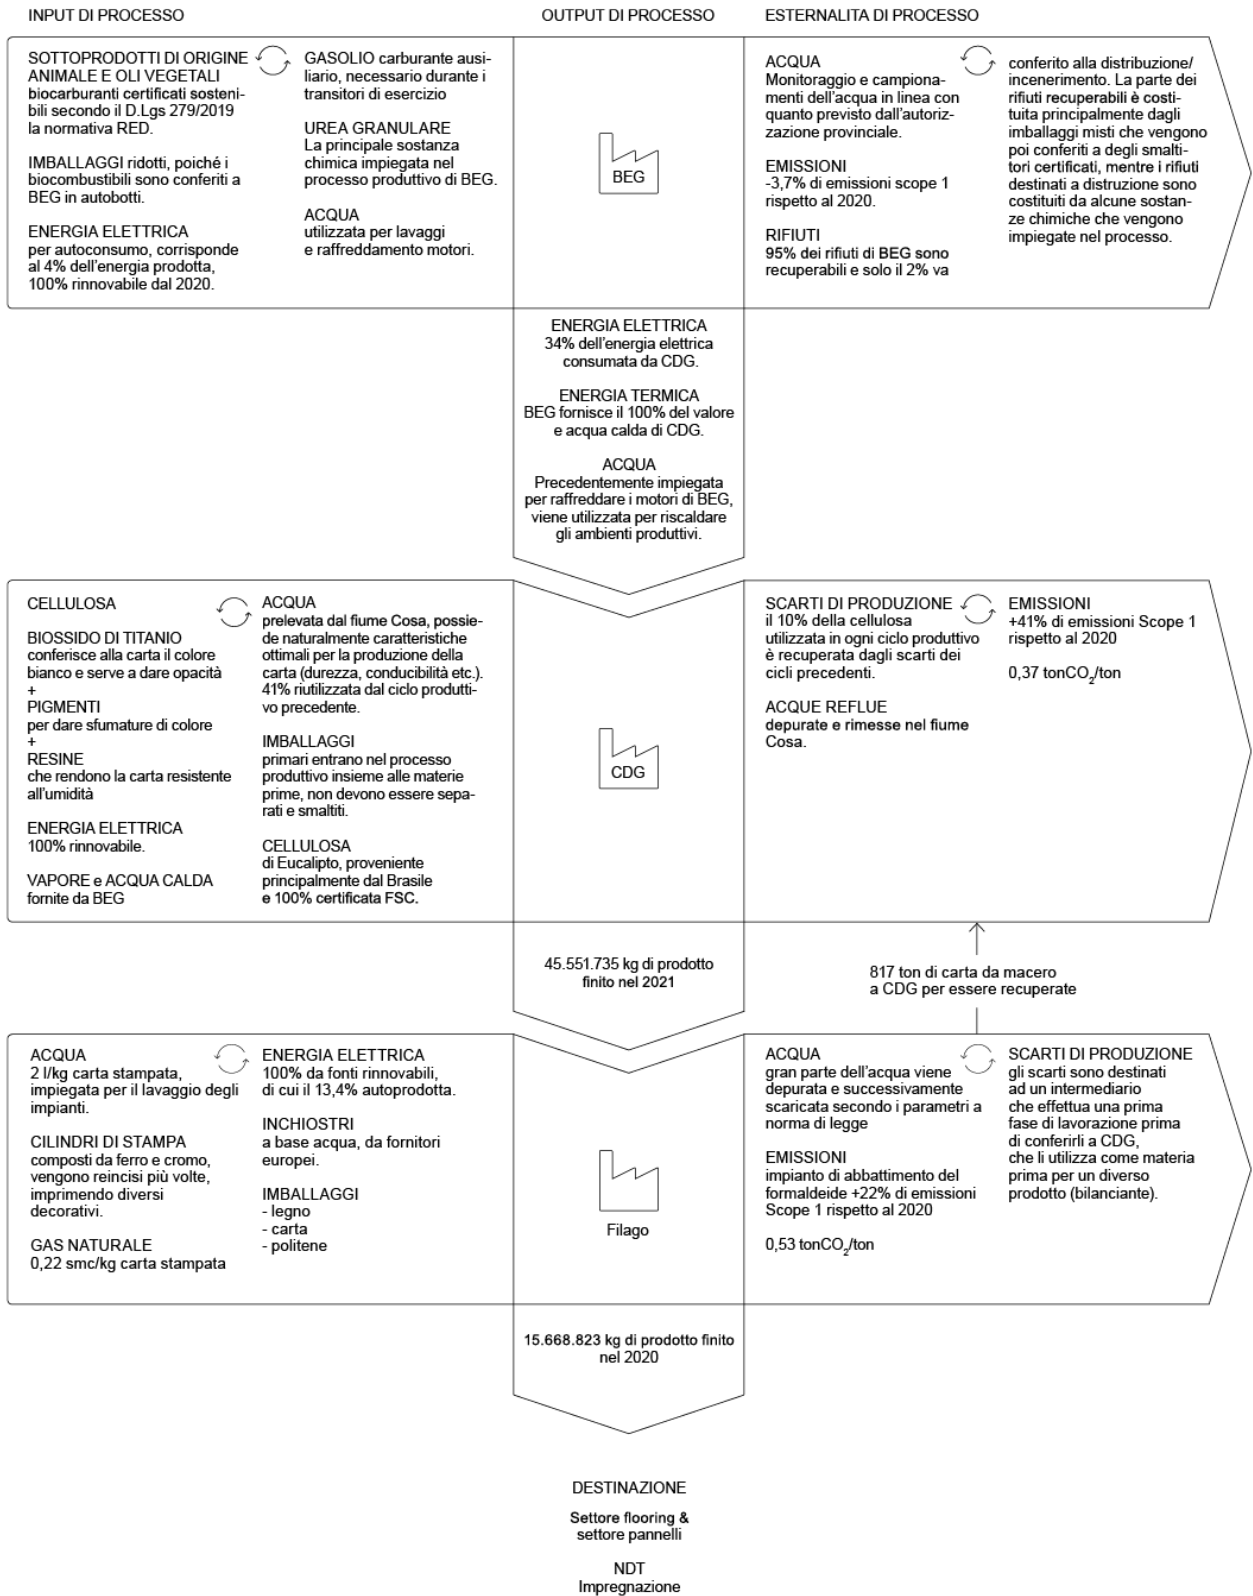 INPUT DI PROCESSO
OUTPUT DI PROCESSO
ESTERNALITA DI PROCESSO
SOTTOPRODOTTI DI ORIGINE
ANIMALE E OLI VEGETALI
biocarburanti certificati sosteni-
bili secondo il D.Lgs 279/2019
la normativa RED.
IMBALLAGGI ridotti, poiché i
biocombustibili sono conferiti a
BEG in autobotti.
ENERGIA ELETTRICA
per autoconsumo, corrisponde
al 4% dell'energia prodotta,
100% rinnovabile dal 2020.
GASOLIO carburante ausi-
liario, necessario durante i
transitori di esercizio
UREA GRANULARE
La principale sostanza
chimica impiegata nel
processo produttivo di BEG.
ACQUA
utilizzata per lavaggi
e raffreddamento motori.
BEG
ACQUA
Monitoraggio e campiona-
menti dell'acqua in linea con
quanto previsto dall'autoriz-
zazione provinciale.
EMISSIONI
-3,7% di emissioni scope 1
rispetto al 2020.
RIFIUTI
95% dei rifiuti di BEG sono
recuperabili e solo il 2% va
conferito alla distribuzione/
incenerimento. La parte dei
rifiuti recuperabili è costi-
tuita principalmente dagli
imballaggi misti che vengono
poi conferiti a degli smalti-
tori certificati, mentre i rifiuti
destinati a distruzione sono
costituiti da alcune sostan-
ze chimiche che vengono
impiegate nel processo.
ENERGIA ELETTRICA
34% dell'energia elettrica
consumata da CDG.
ENERGIA TERMICA
BEG fornisce il 100% del valore
e acqua calda di CDG.
ACQUA
Precedentemente impiegata
per raffreddare i motori di BEG,
viene utilizzata per riscaldare
gli ambienti produttivi.
CELLULOSA
BIOSSIDO DI TITANIO
conferisce alla carta il colore
bianco e serve a dare opacità
+
PIGMENTI
per dare sfumature di colore
+
RESINE
che rendono la carta resistente
all'umidità
ENERGIA ELETTRICA
100% rinnovabile.
VAPORE e ACQUA CALDA
fornite da BEG
ACQUA
prelevata dal fiume Cosa, possie-
de naturalmente caratteristiche
ottimali per la produzione della
carta (durezza, conducibilità etc.).
41% riutilizzata dal ciclo produtti-
vo precedente.
IMBALLAGGI
primari entrano nel processo
produttivo insieme alle materie
prime, non devono essere sepa-
rati e smaltiti.
CELLULOSA
di Eucalipto, proveniente
principalmente dal Brasile
e 100% certificata FSC.
CDG
SCARTI DI PRODUZIONE
il 10% della cellulosa
utilizzata in ogni ciclo produttivo
è recuperata dagli scarti dei
cicli precedenti.
ACQUE REFLUE
depurate e rimesse nel fiume
Cosa.
EMISSIONI
+41% di emissioni Scope 1
rispetto al 2020
0,37 tonCO₂/ton
45.551.735 kg di prodotto
finito nel 2021
817 ton di carta da macero
a CDG per essere recuperate
ACQUA
2 l/kg carta stampata,
impiegata per il lavaggio degli
impianti.
CILINDRI DI STAMPA
composti da ferro e cromo,
vengono reincisi più volte,
imprimendo diversi
decorativi.
GAS NATURALE
0,22 smc/kg carta stampata
ENERGIA ELETTRICA
100% da fonti rinnovabili,
di cui il 13,4% autoprodotta.
INCHIOSTRI
a base acqua, da fornitori
europei.
IMBALLAGGI
- legno
- carta
- politene
Filago
ACQUA
gran parte dell'acqua viene
depurata e successivamente
scaricata secondo i parametri a
norma di legge
EMISSIONI
impianto di abbattimento del
formaldeide +22% di emissioni
Scope 1 rispetto al 2020
0,53 tonCO₂/ton
SCARTI DI PRODUZIONE
gli scarti sono destinati
ad un intermediario
che effettua una prima
fase di lavorazione prima
di conferirli a CDG,
che li utilizza come materia
prima per un diverso
prodotto (bilanciante).
15.668.823 kg di prodotto finito
nel 2020
DESTINAZIONE
Settore flooring &
settore pannelli
NDT
Impregnazione